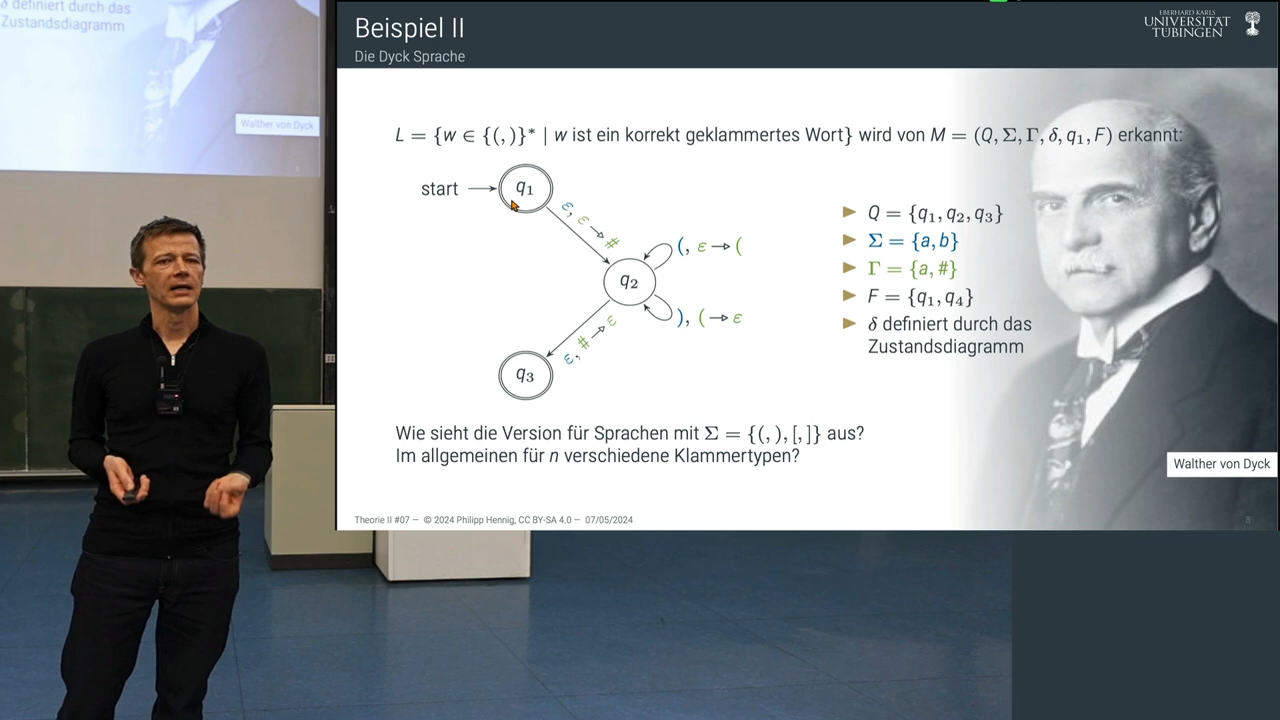 δ definiert durch das
Zustandsdiagramm
Walther von Dyck
Beispiel II
Die Dyck Sprache
EBERHARD KARLS
UNIVERSITAT
TUBINGEN
L = {w ∈ {(, )}* | w ist ein korrekt geklammertes Wort} wird von M = (Q, Σ, Γ, δ, q₁, F) erkannt:
start
q₁
ε, ε → #
q₂
(, ε → (
), ( → ε
ε, # → ε
q₃
▶ Q = {q₁, q₂, q₃}
▶ Σ = {a, b}
▶ Γ = {a, #}
▶ F = {q₁, q₄}
▶ δ definiert durch das
Zustandsdiagramm
Wie sieht die Version für Sprachen mit Σ = {(, ), [, ]} aus?
Im allgemeinen für n verschiedene Klammertypen?
Walther von Dyck
Theorie II #07 — © 2024 Philipp Hennig, CC BY-SA 4.0 — 07/05/2024
8